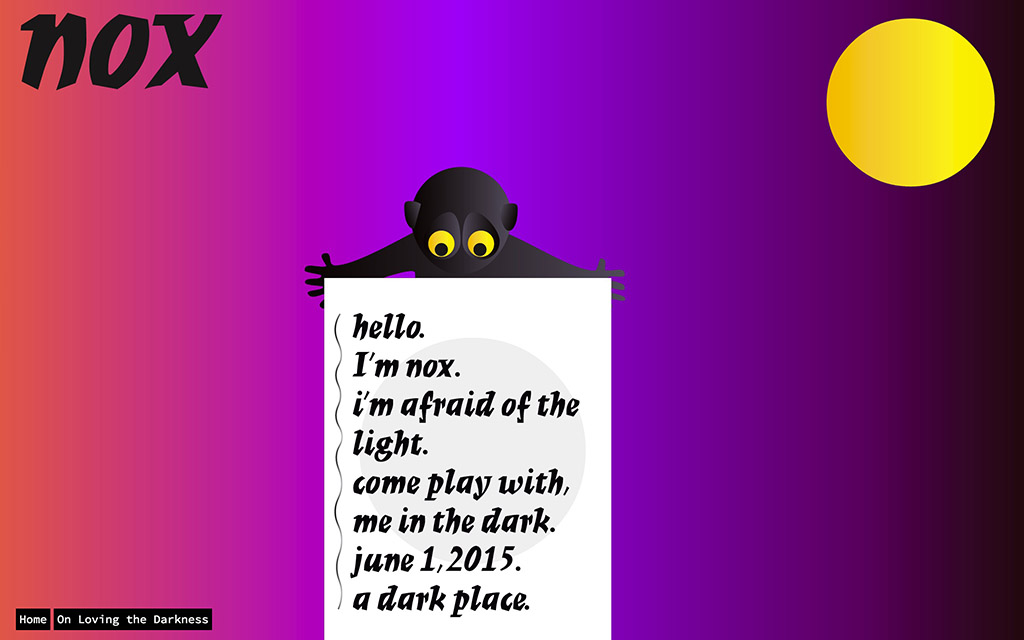 nox
hello.
I'm nox.
i'm afraid of the
light.
come play with,
me in the dark.
june 1, 2015.
a dark place.
Home
On Loving the Darkness